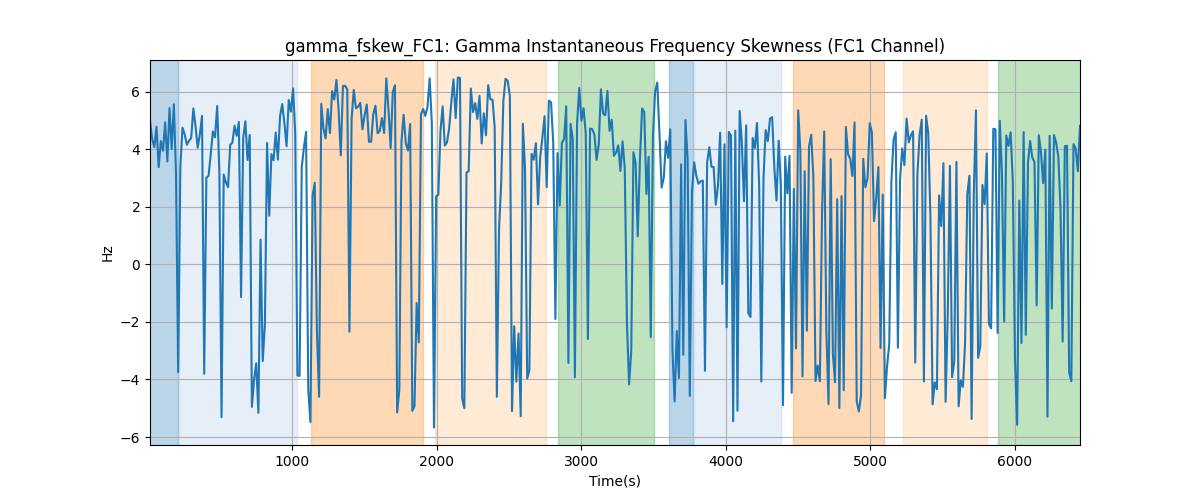 gamma_fskew_FC1: Gamma Instantaneous Frequency Skewness (FC1 Channel)
6
4
2
0
−2
−4
−6
Hz
1000 2000 3000 4000 5000 6000
Time(s)